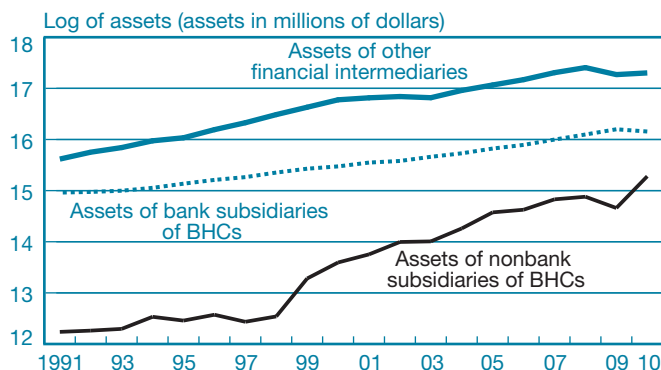 Log of assets (assets in millions of dollars)
18
Assets of other
financial intermediaries
17
16
15
Assets of bank subsidiaries
of BHCs
14
Assets of nonbank
subsidiaries of BHCs
13
12
1991 93 95 97 99 01 03 05 07 09 10